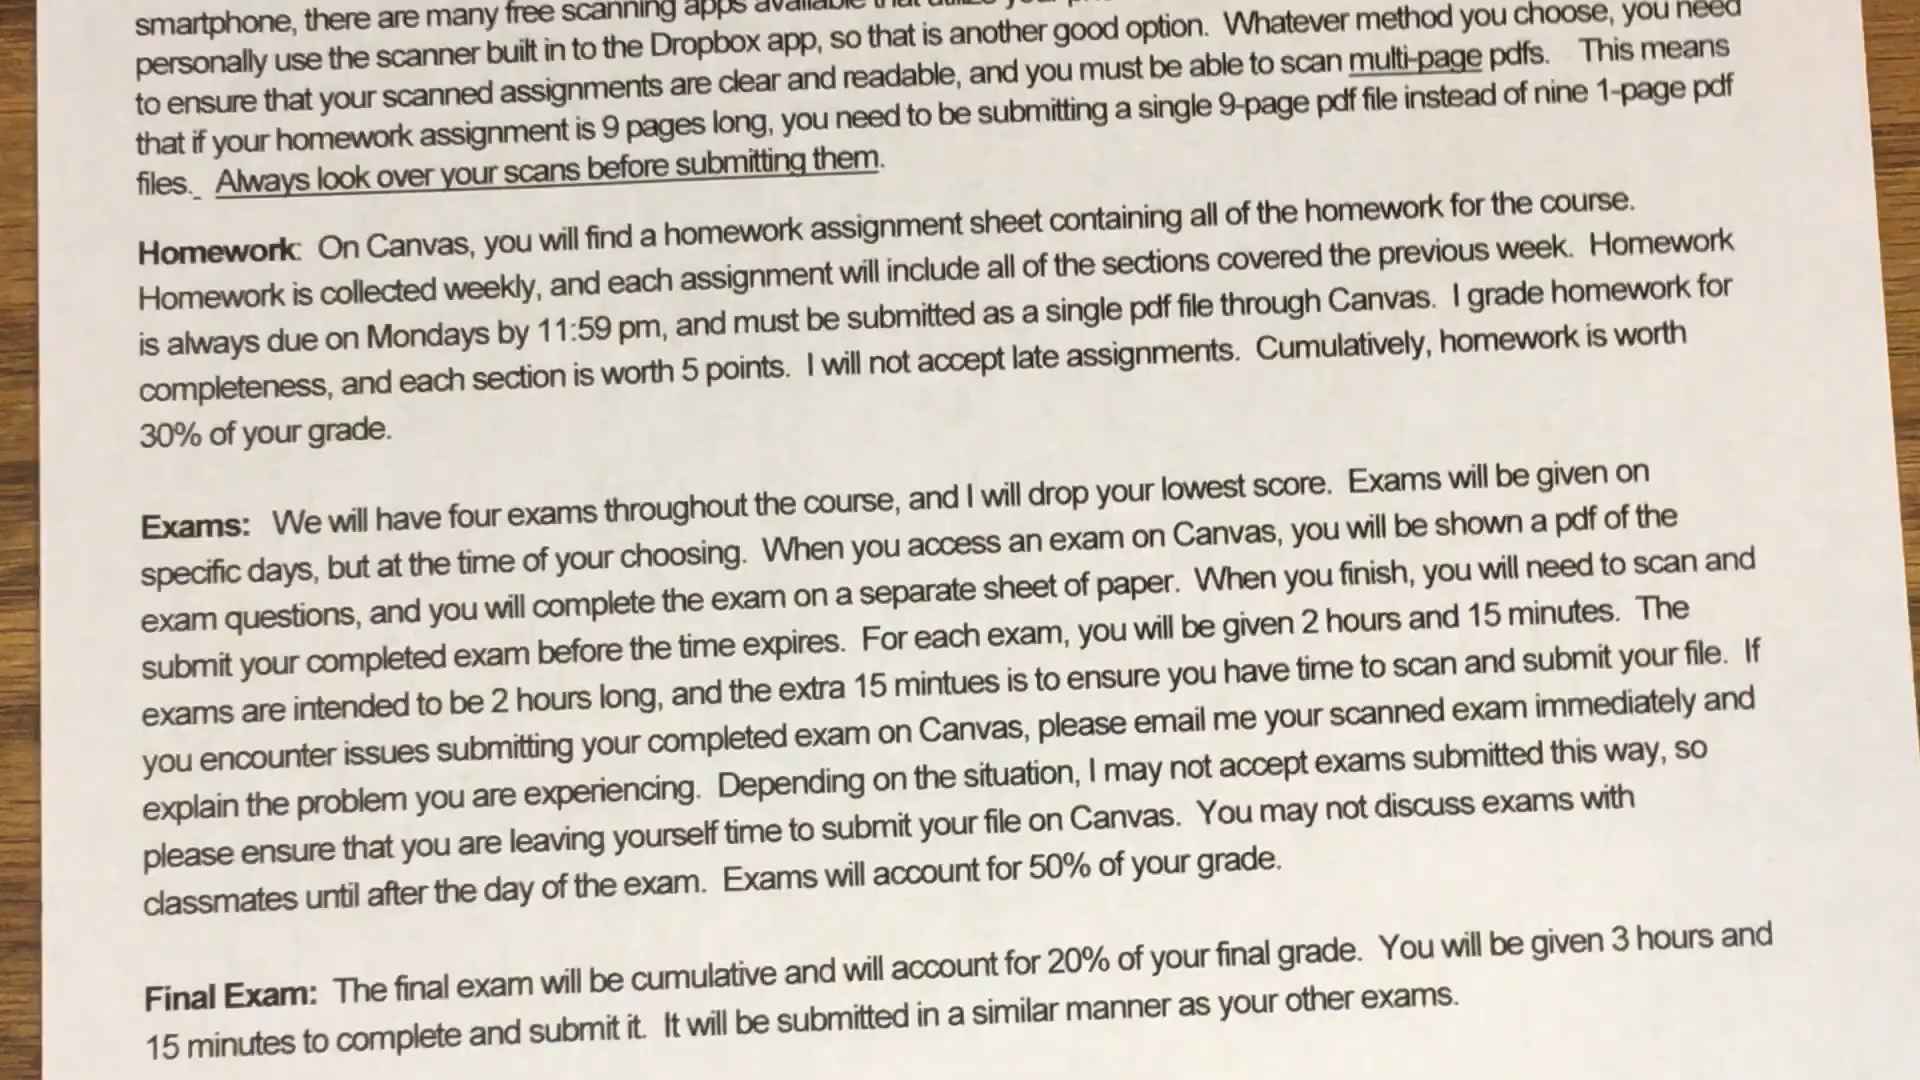 smartphone, there are many free scanning apps available that utilize your
personally use the scanner built in to the Dropbox app, so that is another good option. Whatever method you choose, you need
to ensure that your scanned assignments are clear and readable, and you must be able to scan multi-page pdfs. This means
that if your homework assignment is 9 pages long, you need to be submitting a single 9-page pdf file instead of nine 1-page pdf
files. Always look over your scans before submitting them.
Homework: On Canvas, you will find a homework assignment sheet containing all of the homework for the course.
Homework is collected weekly, and each assignment will include all of the sections covered the previous week. Homework
is always due on Mondays by 11:59 pm, and must be submitted as a single pdf file through Canvas. I grade homework for
completeness, and each section is worth 5 points. I will not accept late assignments. Cumulatively, homework is worth
30% of your grade.
Exams: We will have four exams throughout the course, and I will drop your lowest score. Exams will be given on
specific days, but at the time of your choosing. When you access an exam on Canvas, you will be shown a pdf of the
exam questions, and you will complete the exam on a separate sheet of paper. When you finish, you will need to scan and
submit your completed exam before the time expires. For each exam, you will be given 2 hours and 15 minutes. The
exams are intended to be 2 hours long, and the extra 15 mintues is to ensure you have time to scan and submit your file. If
you encounter issues submitting your completed exam on Canvas, please email me your scanned exam immediately and
explain the problem you are experiencing. Depending on the situation, I may not accept exams submitted this way, so
please ensure that you are leaving yourself time to submit your file on Canvas. You may not discuss exams with
classmates until after the day of the exam. Exams will account for 50% of your grade.
Final Exam: The final exam will be cumulative and will account for 20% of your final grade. You will be given 3 hours and
15 minutes to complete and submit it. It will be submitted in a similar manner as your other exams.